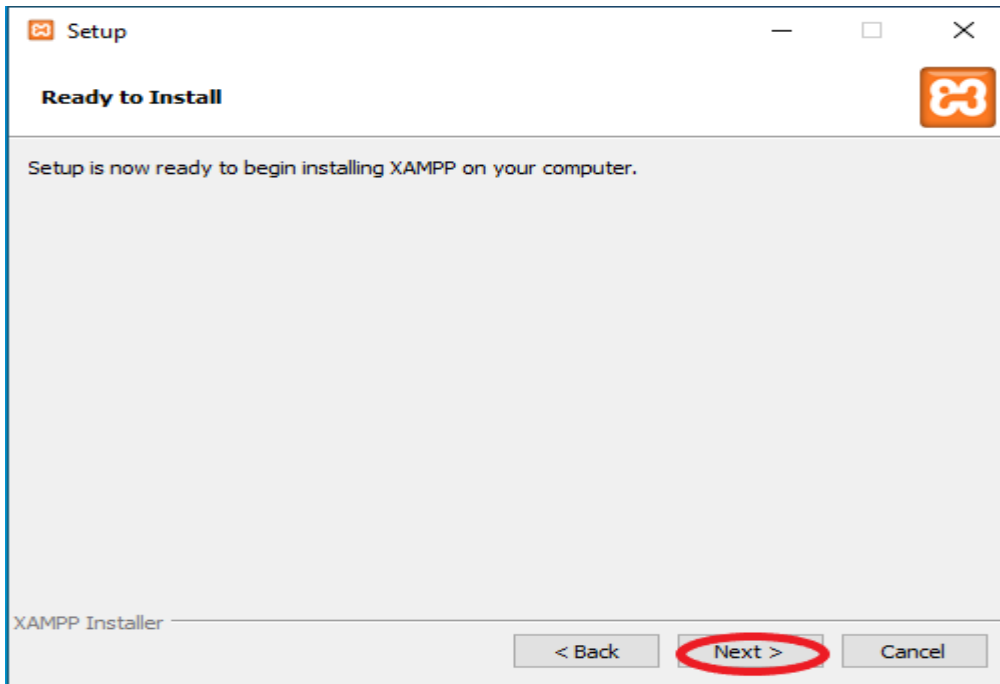 Setup
Ready to Install
Setup is now ready to begin installing XAMPP on your computer.
XAMPP Installer
< Back Next > Cancel